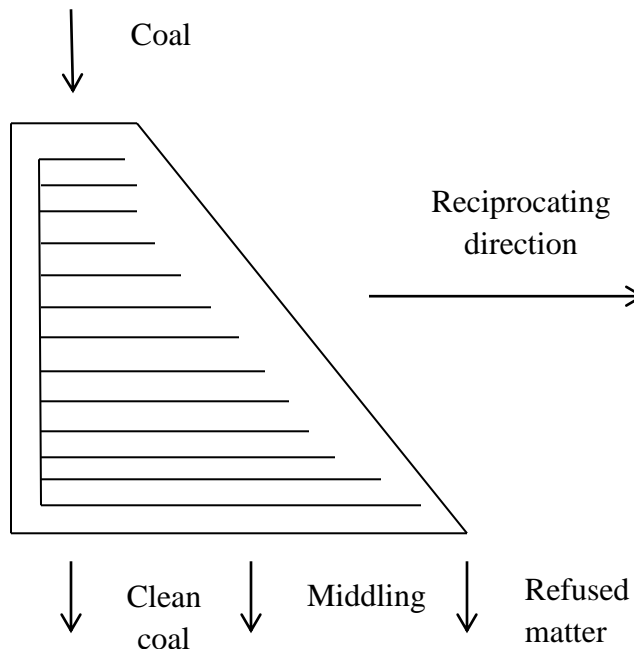 Coal
Reciprocating
direction
Clean
coal
Middling
Refused
matter